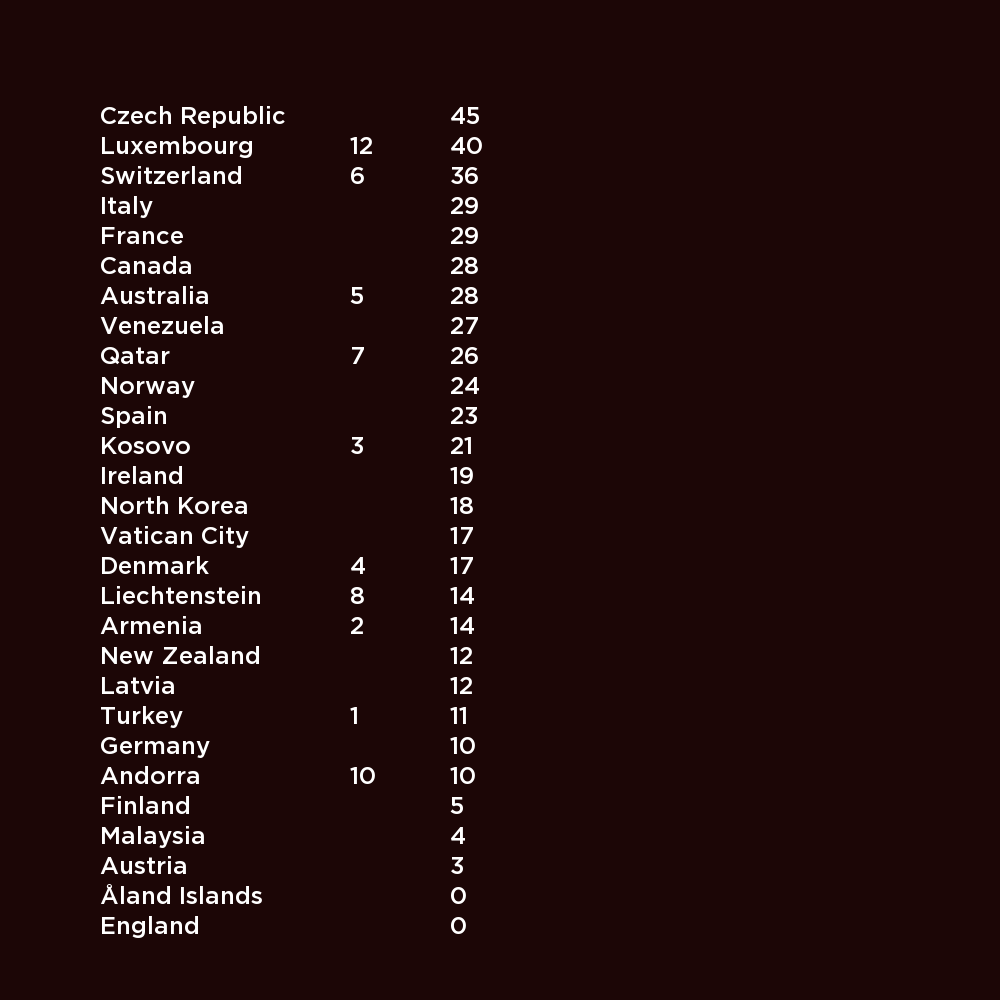 Czech Republic 45
Luxembourg 12 40
Switzerland 6 36
Italy 29
France 29
Canada 28
Australia 5 28
Venezuela 27
Qatar 7 26
Norway 24
Spain 23
Kosovo 3 21
Ireland 19
North Korea 18
Vatican City 17
Denmark 4 17
Liechtenstein 8 14
Armenia 2 14
New Zealand 12
Latvia 12
Turkey 1 11
Germany 10
Andorra 10 10
Finland 5
Malaysia 4
Austria 3
Åland Islands 0
England 0